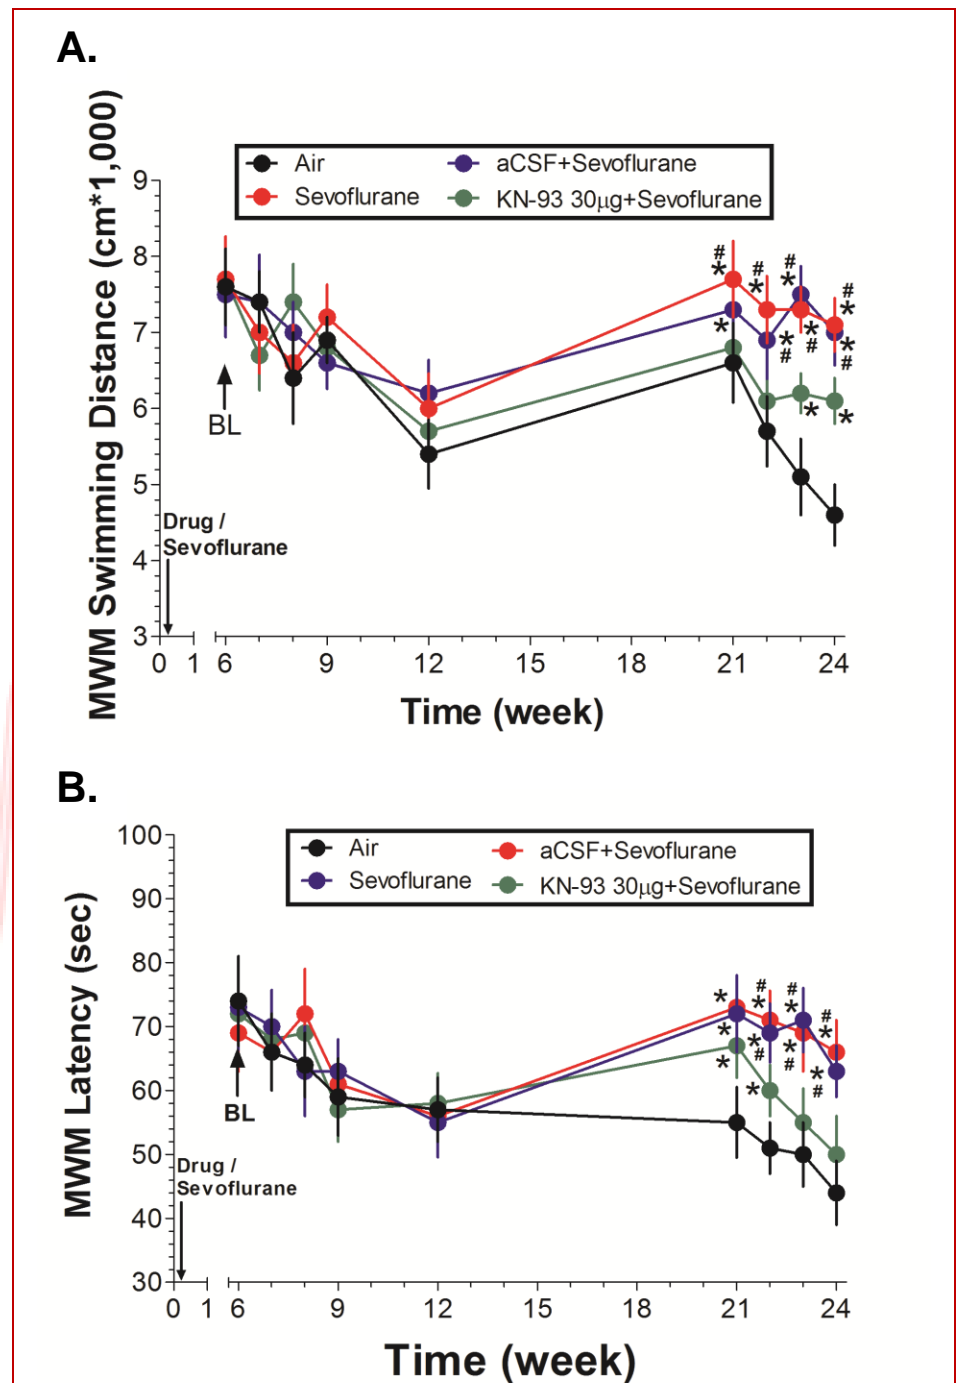 A.
MWM Swimming Distance (cm*1,000)
Air
aCSF+Sevoflurane
Sevoflurane
KN-93 30µg+Sevoflurane
9
8
7
6
5
4
3
# * # * # * # *
* * # * # * #
* *
BL
Drug /
Sevoflurane
0 1 6 9 12 15 18 21 24
Time (week)
B.
MWM Latency (sec)
Air
aCSF+Sevoflurane
Sevoflurane
KN-93 30µg+Sevoflurane
100
90
80
70
60
50
40
30
* # * # * # *
* * # * # * #
* *
BL
Drug /
Sevoflurane
0 1 6 9 12 15 18 21 24
Time (week)